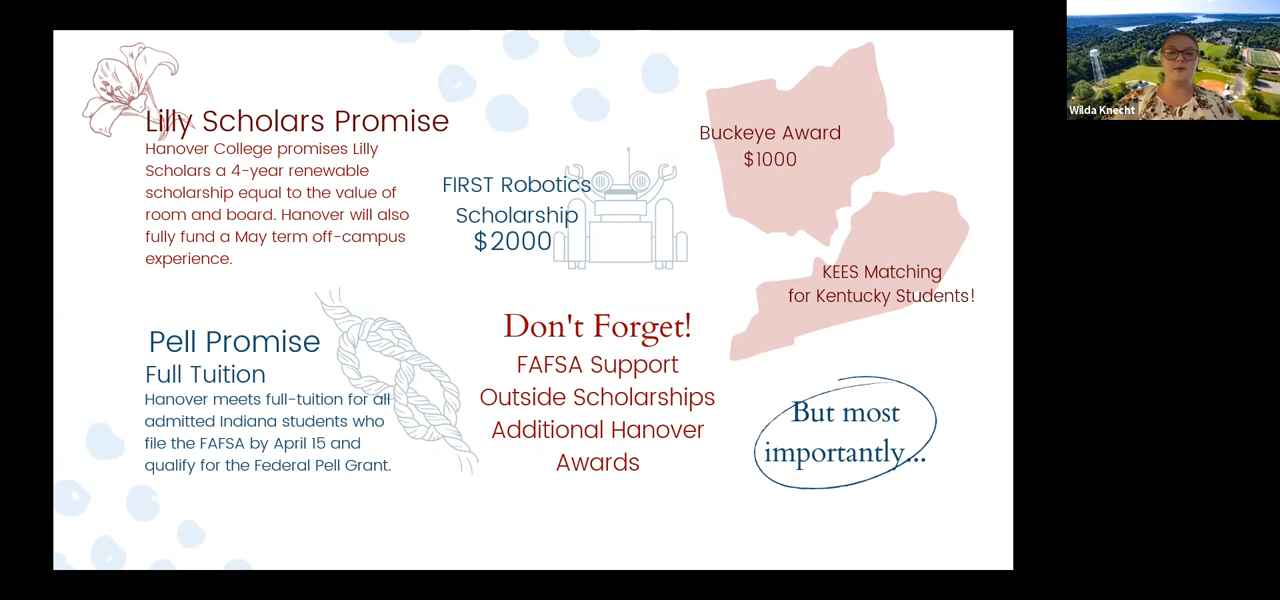 Lilly Scholars Promise
Hanover College promises Lilly
Scholars a 4-year renewable
scholarship equal to the value of
room and board. Hanover will also
fully fund a May term off-campus
experience.
FIRST Robotics
Scholarship
$2000
Buckeye Award
$1000
KEES Matching
for Kentucky Students!
Pell Promise
Full Tuition
Hanover meets full-tuition for all
admitted Indiana students who
file the FAFSA by April 15 and
qualify for the Federal Pell Grant.
Don't Forget!
FAFSA Support
Outside Scholarships
Additional Hanover
Awards
But most
importantly...
Wilda Knecht